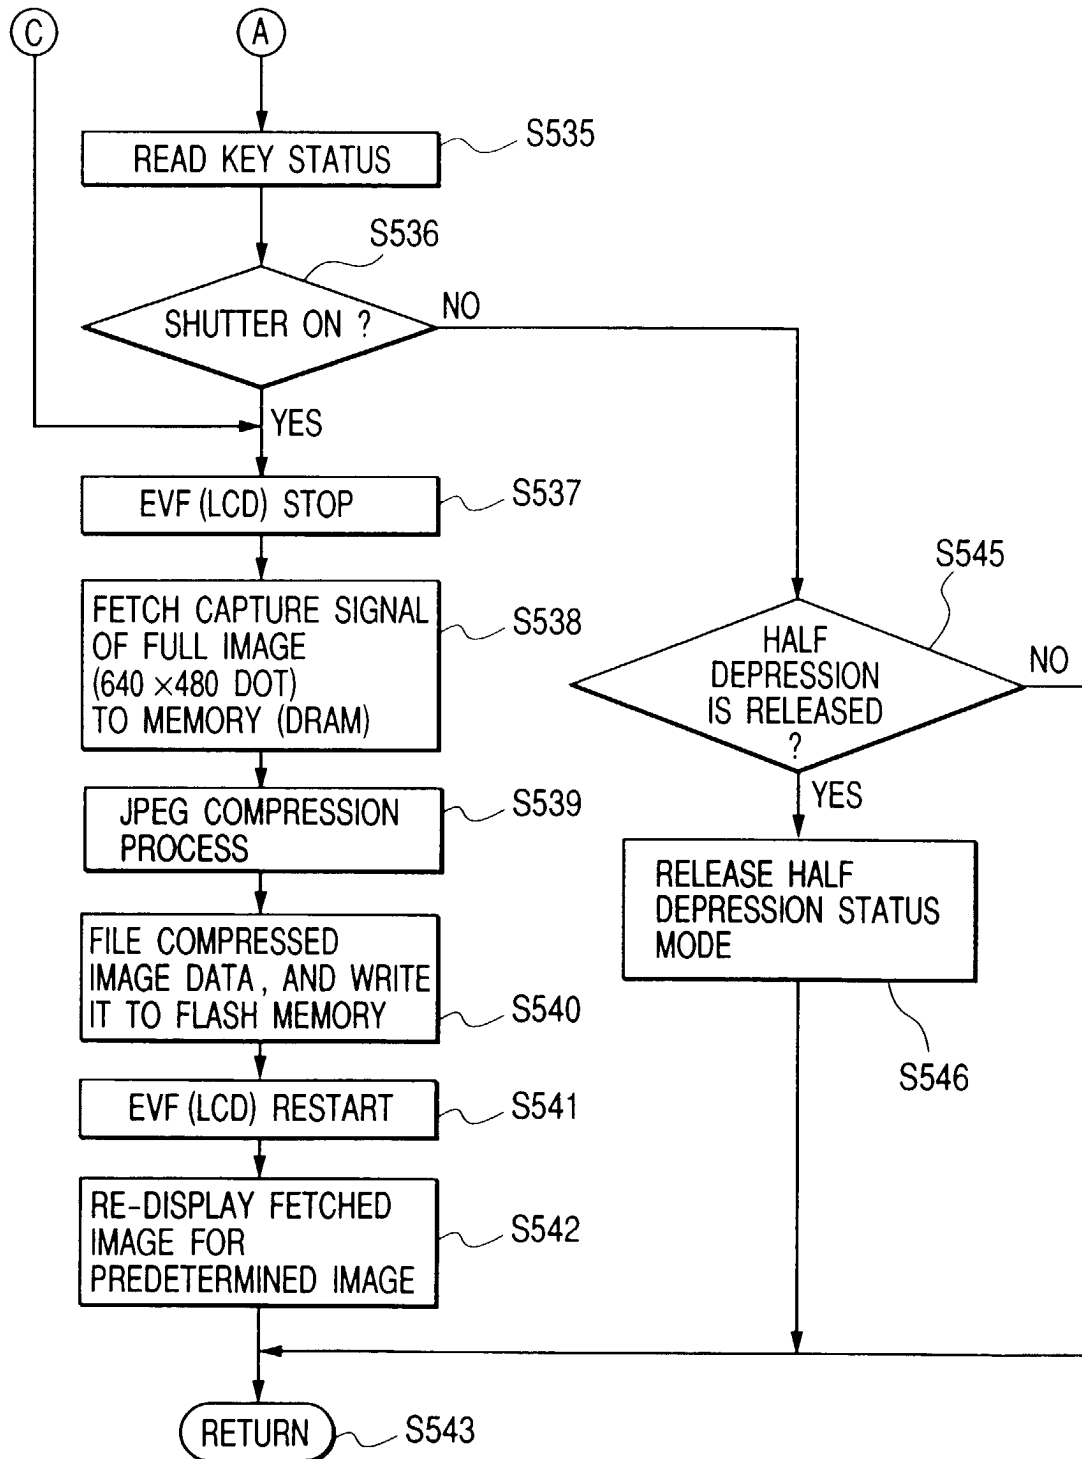 C
A
READ KEY STATUS
S535
S536
SHUTTER ON ?
NO
YES
EVF (LCD) STOP
S537
FETCH CAPTURE SIGNAL
OF FULL IMAGE
(640 ×480 DOT)
TO MEMORY (DRAM)
S538
JPEG COMPRESSION
PROCESS
S539
FILE COMPRESSED
IMAGE DATA, AND WRITE
IT TO FLASH MEMORY
S540
EVF (LCD) RESTART
S541
RE-DISPLAY FETCHED
IMAGE FOR
PREDETERMINED IMAGE
S542
RETURN
S543
S545
HALF
DEPRESSION
IS RELEASED
?
NO
YES
RELEASE HALF
DEPRESSION STATUS
MODE
S546